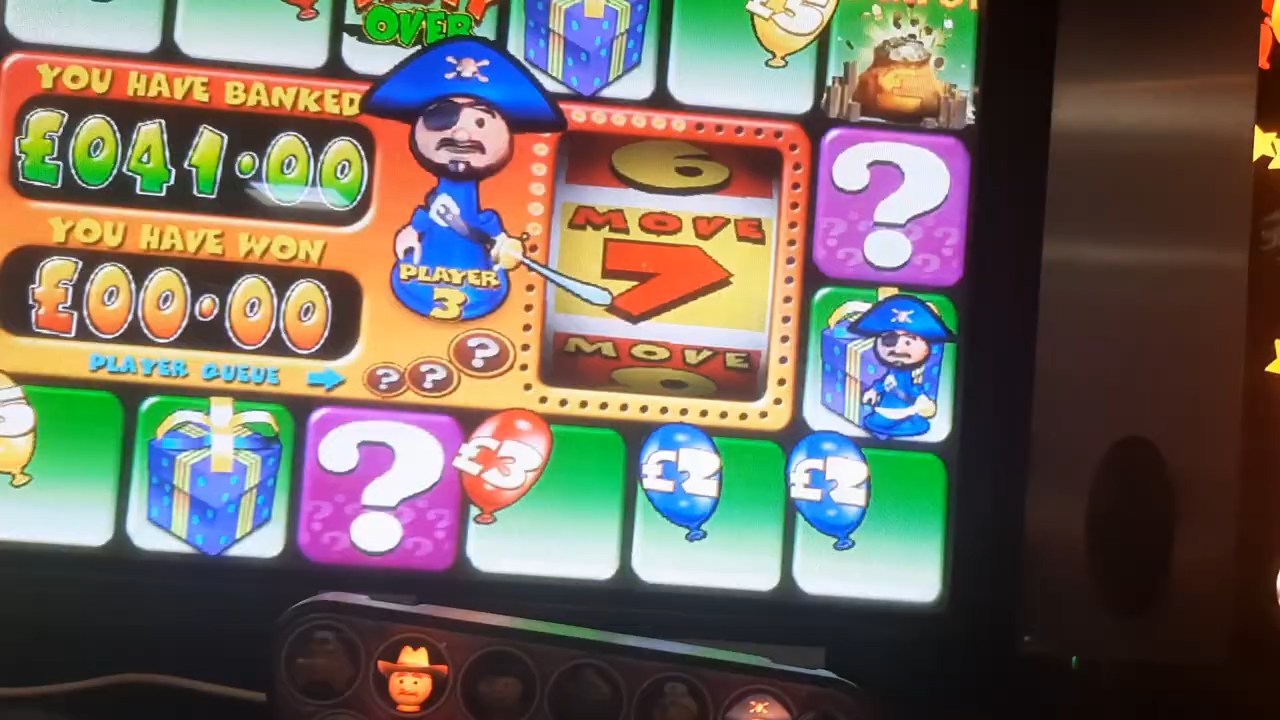 OVER
£5
YOU HAVE BANKED
£041.00
YOU HAVE WON
£00.00
PLAYER QUEUE
? ? ?
PLAYER
3
6
MOVE
7
MOVE
?
?
£3
£2
£2